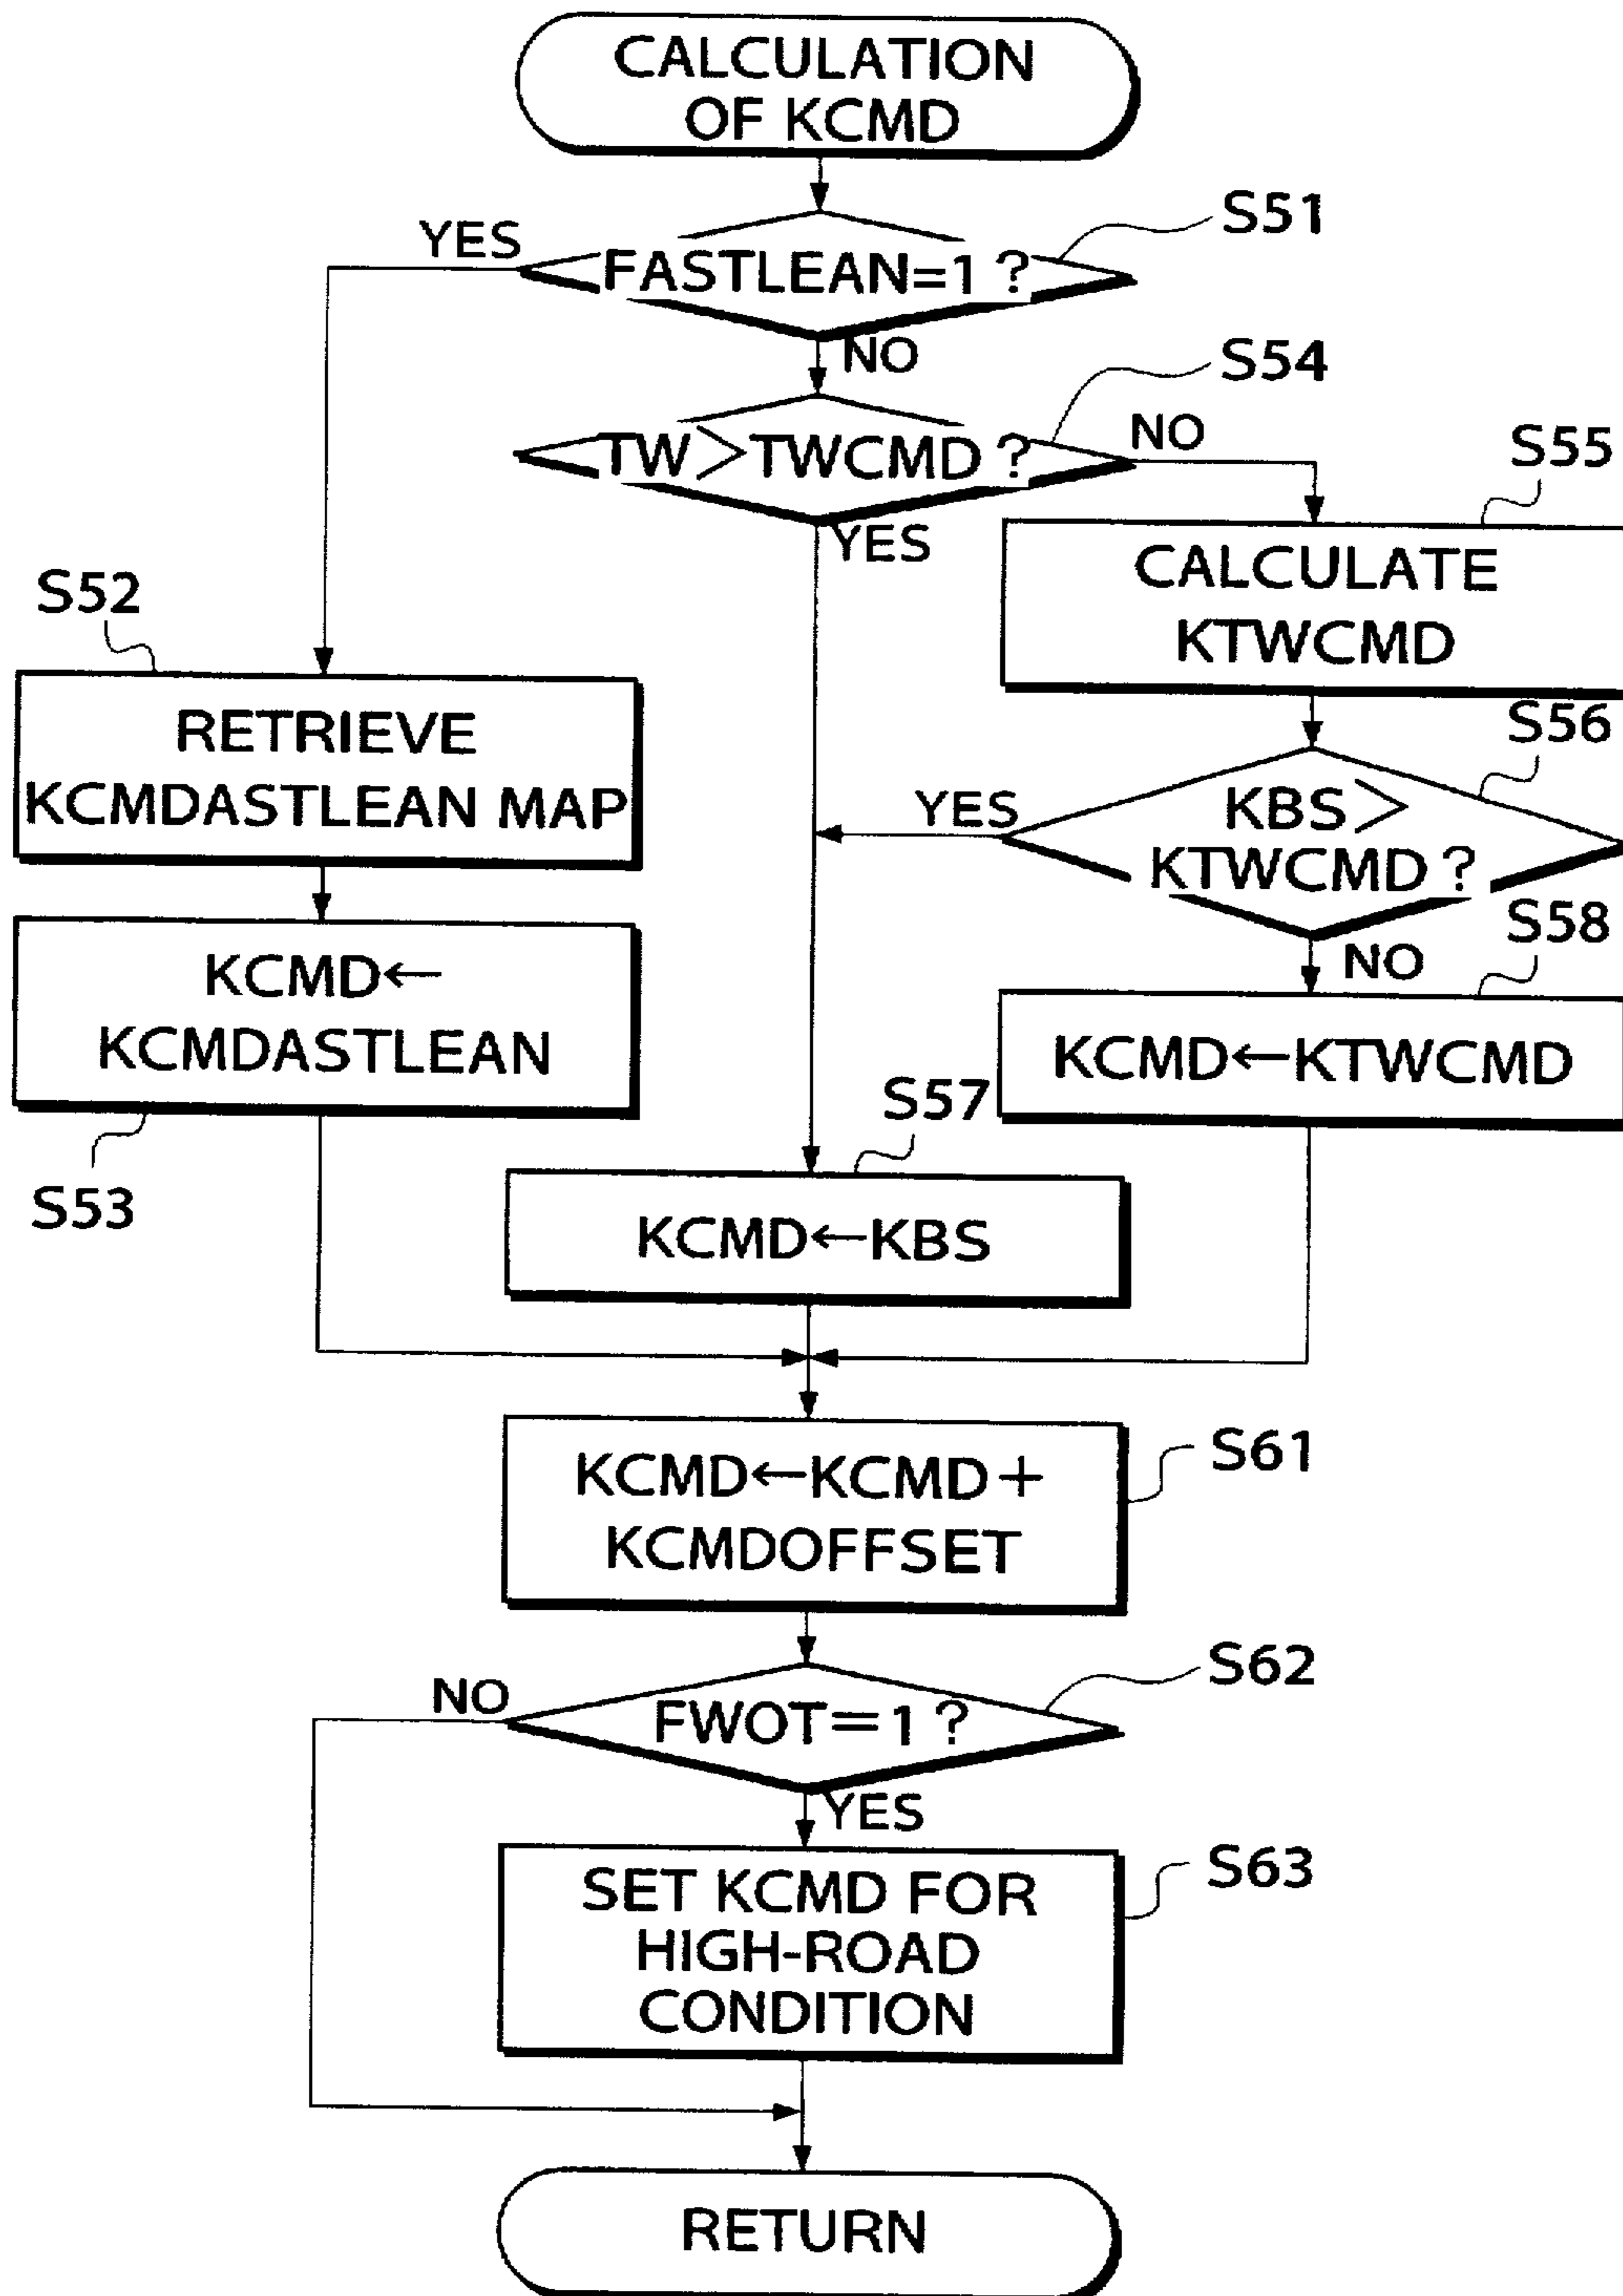 CALCULATION
OF KCMD
S51
YES
FASTLEAN=1?
NO
S54
TW>TWCMD?
NO
YES
S55
CALCULATE
KTWCMD
S52
RETRIEVE
KCMDASTLEAN MAP
S56
YES
KBS>
KTWCMD?
NO
S58
KCMD←
KCMDASTLEAN
S53
KCMD←KTWCMD
S57
KCMD←KBS
S61
KCMD←KCMD+
KCMDOFFSET
S62
NO
FWOT=1?
YES
S63
SET KCMD FOR
HIGH-ROAD
CONDITION
RETURN